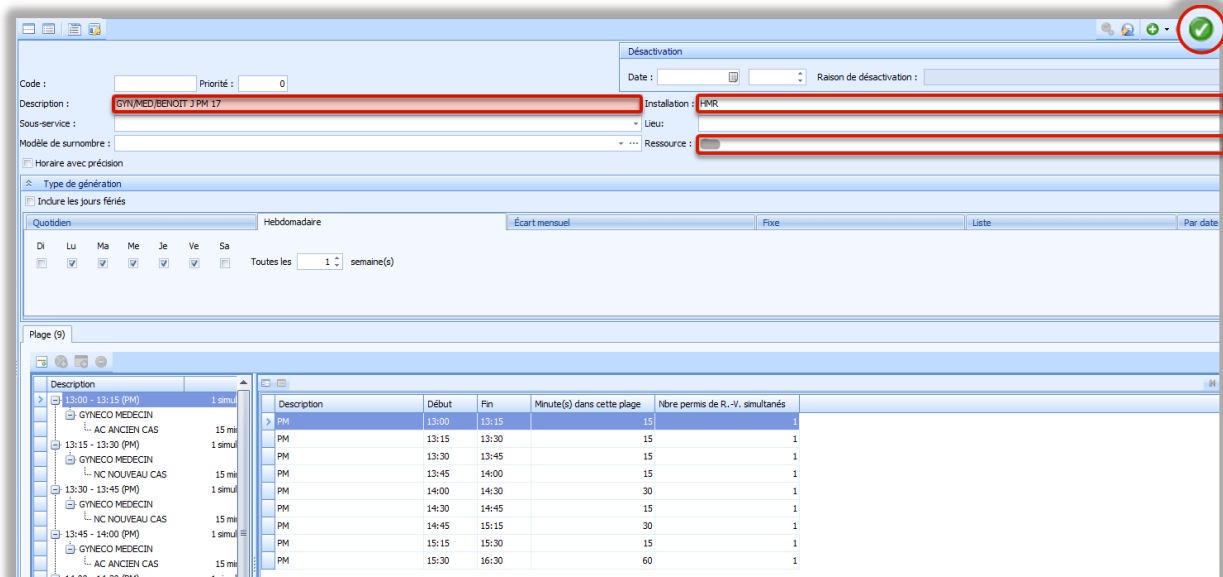 Désactivation
Code : Priorité : 0 Date : Raison de désactivation :
Description : GYN/MED/BENOIT J PM 17 Installation : HMR
Sous-service : Lieu:
Modèle de surnombre : ... Ressource :
Horaire avec précision
Type de génération
Inclure les jours fériés
Quotidien Hebdomadaire Écart mensuel Fixe Liste Par date
Di Lu Ma Me Je Ve Sa
Toutes les 1 semaine(s)
Plage (9)
Description
13:00 - 13:15 (PM) 1 simul
GYNECO MEDECIN
AC ANCIEN CAS 15 min
13:15 - 13:30 (PM) 1 simul
GYNECO MEDECIN
NC NOUVEAU CAS 15 min
13:30 - 13:45 (PM) 1 simul
GYNECO MEDECIN
NC NOUVEAU CAS 15 min
13:45 - 14:00 (PM) 1 simul
GYNECO MEDECIN
AC ANCIEN CAS 15 min
Description Début Fin Minute(s) dans cette plage Nbre permis de R.-V. simultanés
PM 13:00 13:15 15 1
PM 13:15 13:30 15 1
PM 13:30 13:45 15 1
PM 13:45 14:00 15 1
PM 14:00 14:30 30 1
PM 14:30 14:45 15 1
PM 14:45 15:15 30 1
PM 15:15 15:30 15 1
PM 15:30 16:30 60 1